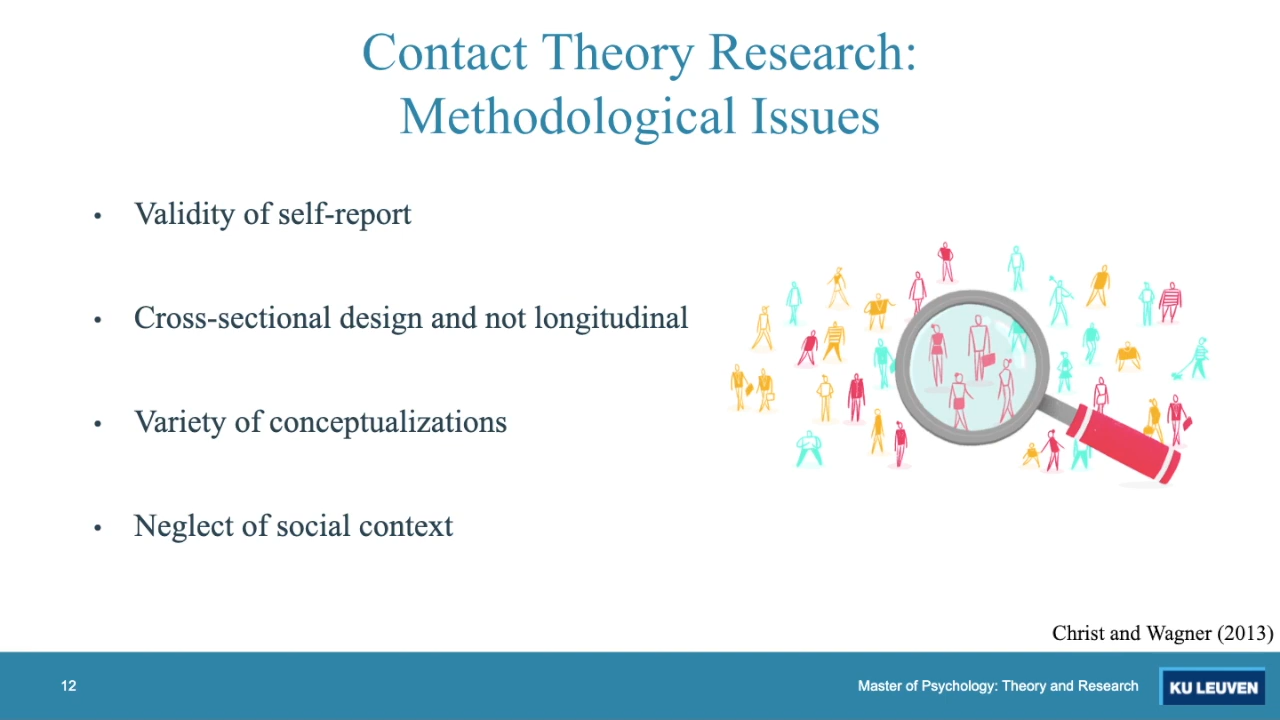 Contact Theory Research:
Methodological Issues
• Validity of self-report
• Cross-sectional design and not longitudinal
• Variety of conceptualizations
• Neglect of social context
Christ and Wagner (2013)
12
Master of Psychology: Theory and Research
KU LEUVEN